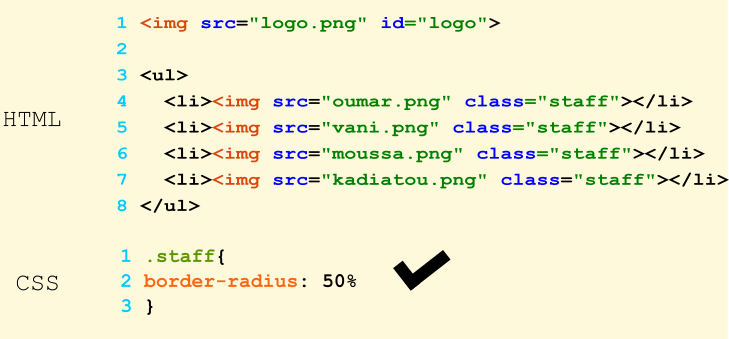 HTML
1 <img src="logo.png" id="logo">
2
3 <ul>
4   <li><img src="oumar.png" class="staff"></li>
5   <li><img src="vani.png" class="staff"></li>
6   <li><img src="moussa.png" class="staff"></li>
7   <li><img src="kadiatou.png" class="staff"></li>
8 </ul>
CSS
1 .staff{
2 border-radius: 50%
3 }